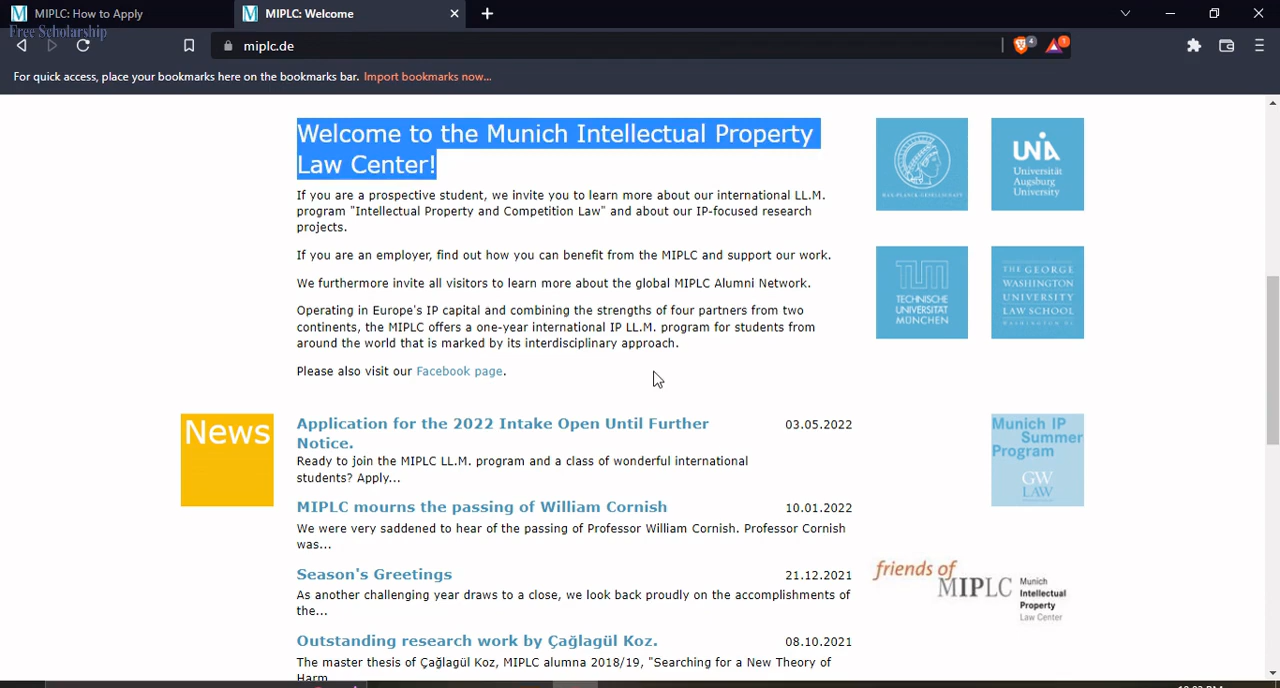 MIPLC: How to Apply
MIPLC: Welcome
Free Scholarship
miplc.de
4
1
For quick access, place your bookmarks here on the bookmarks bar. Import bookmarks now...
Welcome to the Munich Intellectual Property
Law Center!
If you are a prospective student, we invite you to learn more about our international LL.M.
program "Intellectual Property and Competition Law" and about our IP-focused research
projects.
If you are an employer, find out how you can benefit from the MIPLC and support our work.
We furthermore invite all visitors to learn more about the global MIPLC Alumni Network.
Operating in Europe's IP capital and combining the strengths of four partners from two
continents, the MIPLC offers a one-year international IP LL.M. program for students from
around the world that is marked by its interdisciplinary approach.
Please also visit our Facebook page.
MAX-PLANCK-GESELLSCHAFT
UNIA
Universität
Augsburg
University
TUM
TECHNISCHE
UNIVERSITÄT
MÜNCHEN
THE GEORGE
WASHINGTON
UNIVERSITY
LAW SCHOOL
WASHINGTON DC
News
Application for the 2022 Intake Open Until Further
Notice.
03.05.2022
Ready to join the MIPLC LL.M. program and a class of wonderful international
students? Apply...
MIPLC mourns the passing of William Cornish
10.01.2022
We were very saddened to hear of the passing of Professor William Cornish. Professor Cornish
was...
Season's Greetings
21.12.2021
As another challenging year draws to a close, we look back proudly on the accomplishments of
the...
Outstanding research work by Çağlagül Koz.
08.10.2021
The master thesis of Çağlagül Koz, MIPLC alumna 2018/19, "Searching for a New Theory of
Harm
Munich IP
Summer
Program
GW
LAW
friends of
MIPLC
Munich
Intellectual
Property
Law Center